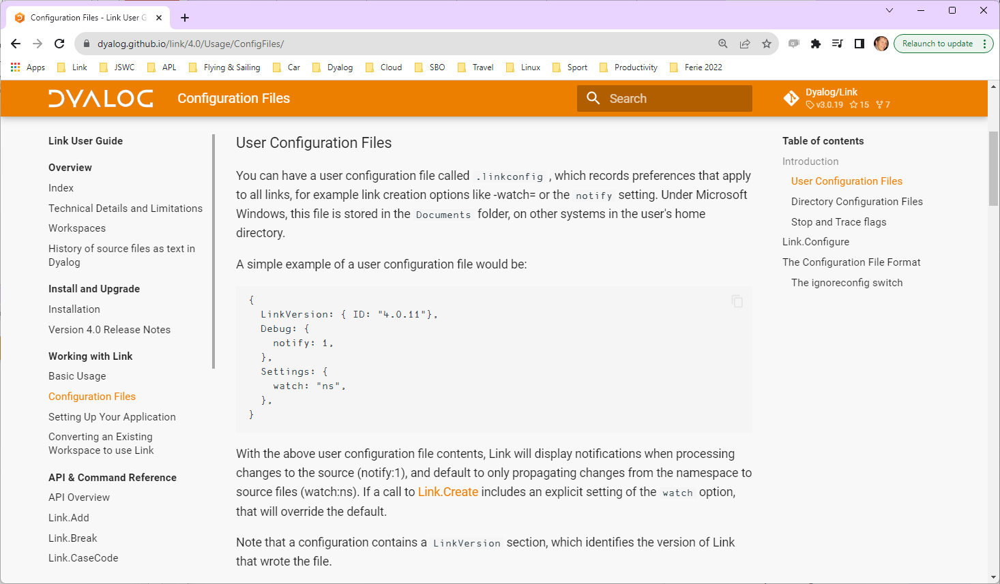 Configuration Files - Link User G
dyalog.github.io/link/4.0/Usage/ConfigFiles/
Relaunch to update
Apps
Link
JSWC
APL
Flying & Sailing
Car
Dyalog
Cloud
SBO
Travel
Linux
Sport
Productivity
Ferie 2022
DYALOG
Configuration Files
Search
Dyalog/Link
v3.0.19 15 7
Link User Guide
Overview
Index
Technical Details and Limitations
Workspaces
History of source files as text in
Dyalog
Install and Upgrade
Installation
Version 4.0 Release Notes
Working with Link
Basic Usage
Configuration Files
Setting Up Your Application
Converting an Existing
Workspace to use Link
API & Command Reference
API Overview
Link.Add
Link.Break
Link.CaseCode
User Configuration Files
You can have a user configuration file called .linkconfig , which records preferences that apply
to all links, for example link creation options like -watch= or the notify setting. Under Microsoft
Windows, this file is stored in the Documents folder, on other systems in the user's home
directory.
A simple example of a user configuration file would be:
{
  LinkVersion: { ID: "4.0.11"},
  Debug: {
    notify: 1,
  },
  Settings: {
    watch: "ns",
  },
}
With the above user configuration file contents, Link will display notifications when processing
changes to the source (notify:1), and default to only propagating changes from the namespace to
source files (watch:ns). If a call to Link.Create includes an explicit setting of the watch option,
that will override the default.
Note that a configuration contains a LinkVersion section, which identifies the version of Link
that wrote the file.
Table of contents
Introduction
User Configuration Files
Directory Configuration Files
Stop and Trace flags
Link.Configure
The Configuration File Format
The ignoreconfig switch